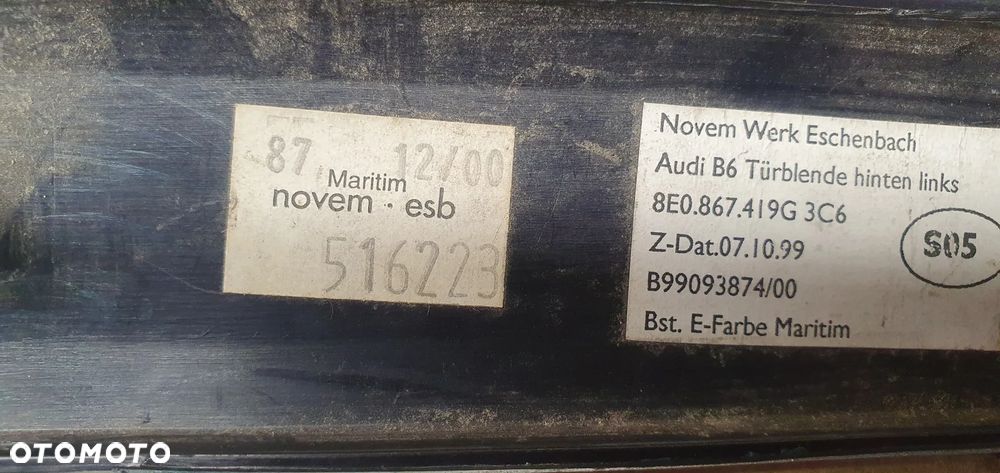 87 12/00
Maritim
novem · esb
516223
Novem Werk Eschenbach
Audi B6 Türblende hinten links
8E0.867.419G 3C6
Z-Dat.07.10.99
S05
B99093874/00
Bst. E-Farbe Maritim
OTOMOTO